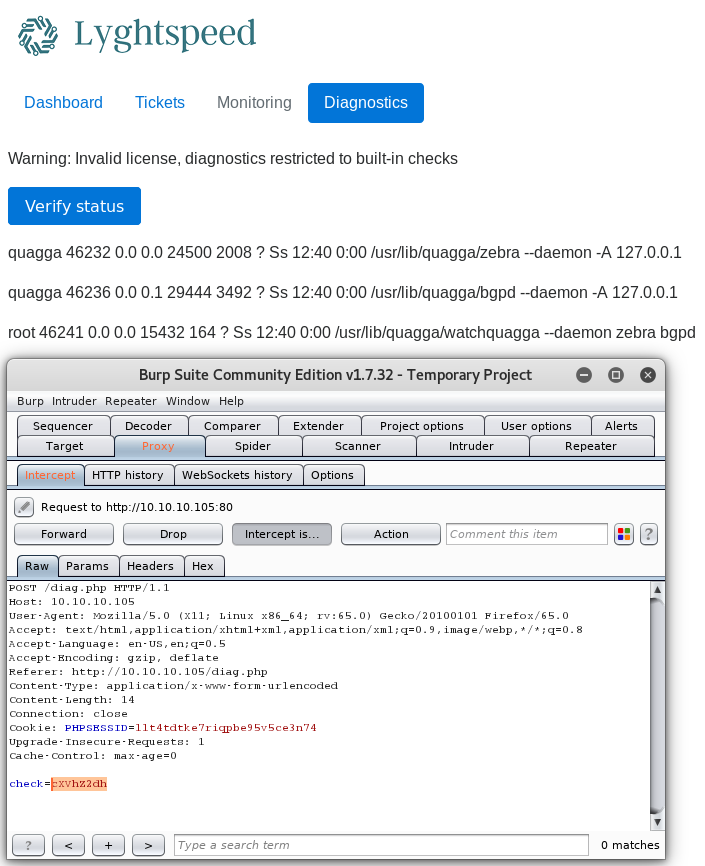 Lyghtspeed
Dashboard Tickets Monitoring Diagnostics
Warning: Invalid license, diagnostics restricted to built-in checks
Verify status
quagga 46232 0.0 0.0 24500 2008 ? Ss 12:40 0:00 /usr/lib/quagga/zebra --daemon -A 127.0.0.1
quagga 46236 0.0 0.1 29444 3492 ? Ss 12:40 0:00 /usr/lib/quagga/bgpd --daemon -A 127.0.0.1
root 46241 0.0 0.0 15432 164 ? Ss 12:40 0:00 /usr/lib/quagga/watchquagga --daemon zebra bgpd
Burp Suite Community Edition v1.7.32 - Temporary Project
Burp Intruder Repeater Window Help
Sequencer Decoder Comparer Extender Project options User options Alerts
Target Proxy Spider Scanner Intruder Repeater
Intercept HTTP history WebSockets history Options
Request to http://10.10.10.105:80
Forward Drop Intercept is... Action Comment this item ?
Raw Params Headers Hex
POST /diag.php HTTP/1.1
Host: 10.10.10.105
User-Agent: Mozilla/5.0 (X11; Linux x86_64; rv:65.0) Gecko/20100101 Firefox/65.0
Accept: text/html,application/xhtml+xml,application/xml;q=0.9,image/webp,*/*;q=0.8
Accept-Language: en-US,en;q=0.5
Accept-Encoding: gzip, deflate
Referer: http://10.10.10.105/diag.php
Content-Type: application/x-www-form-urlencoded
Content-Length: 14
Connection: close
Cookie: PHPSESSID=11t4tdtke7riqpbe95v5ce3n74
Upgrade-Insecure-Requests: 1
Cache-Control: max-age=0
check=cXVhZ2dh
? < + > Type a search term 0 matches